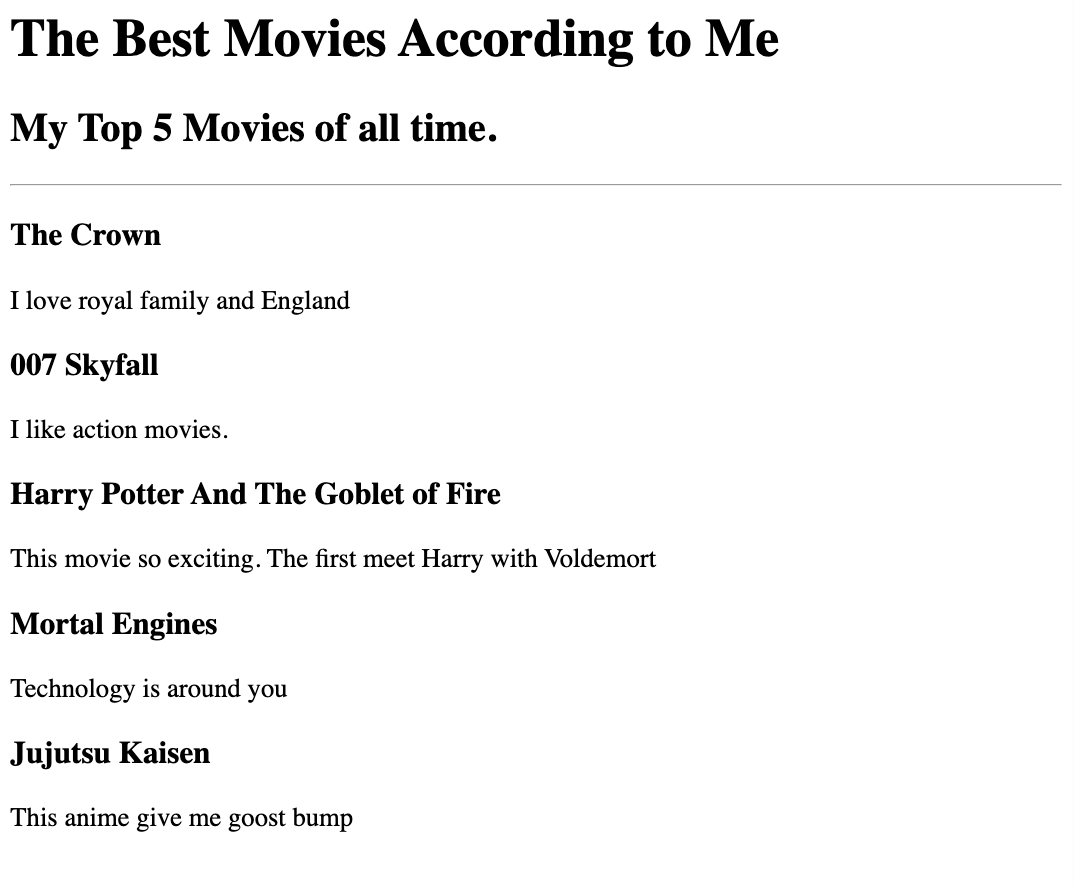 The Best Movies According to Me
My Top 5 Movies of all time.
The Crown
I love royal family and England
007 Skyfall
I like action movies.
Harry Potter And The Goblet of Fire
This movie so exciting. The first meet Harry with Voldemort
Mortal Engines
Technology is around you
Jujutsu Kaisen
This anime give me goost bump